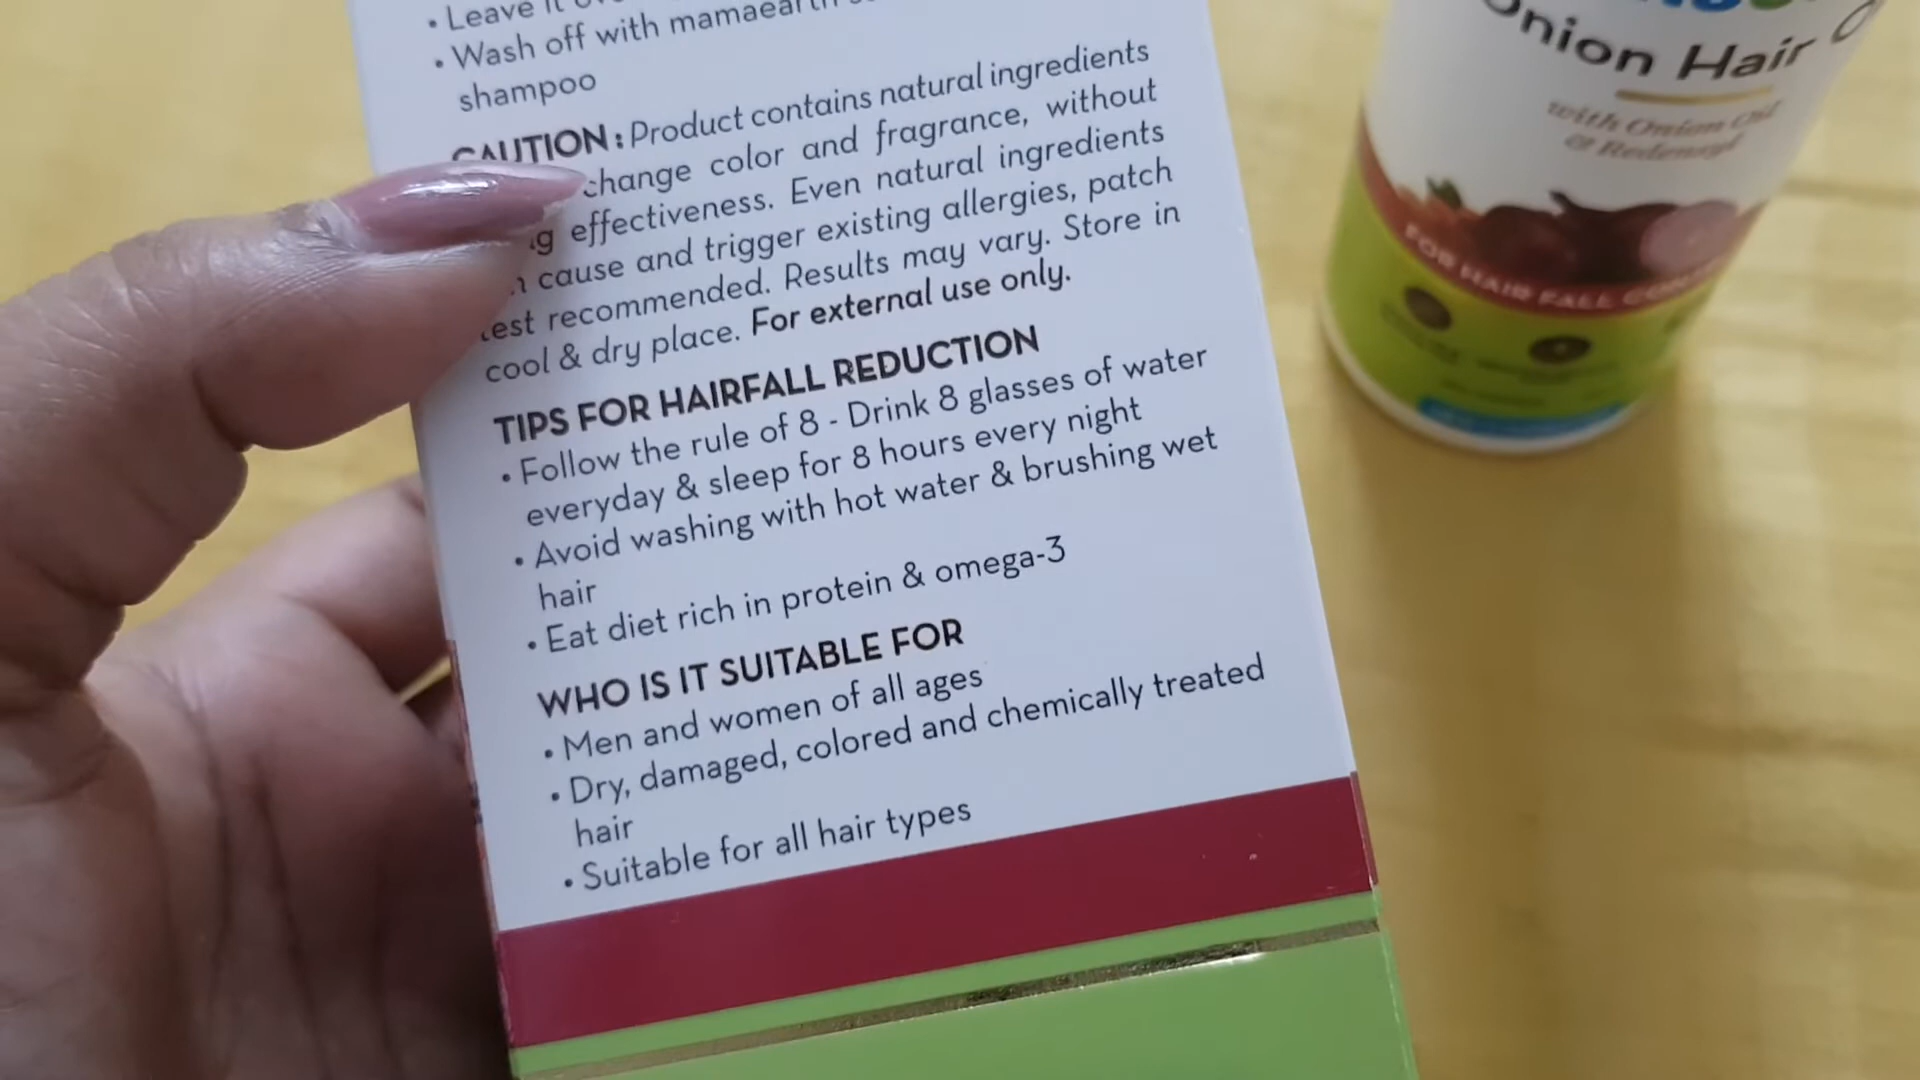 • Leave it
• Wash off with mamaearth
shampoo
CAUTION: Product contains natural ingredients
change color and fragrance, without
effectiveness. Even natural ingredients
cause and trigger existing allergies, patch
test recommended. Results may vary. Store in
cool & dry place. For external use only.
TIPS FOR HAIRFALL REDUCTION
• Follow the rule of 8 - Drink 8 glasses of water
everyday & sleep for 8 hours every night
• Avoid washing with hot water & brushing wet
hair
• Eat diet rich in protein & omega-3
WHO IS IT SUITABLE FOR
• Men and women of all ages
• Dry, damaged, colored and chemically treated
hair
• Suitable for all hair types
Onion Hair
with Onion Oil
& Redensyl
FOR HAIR FALL CONTROL